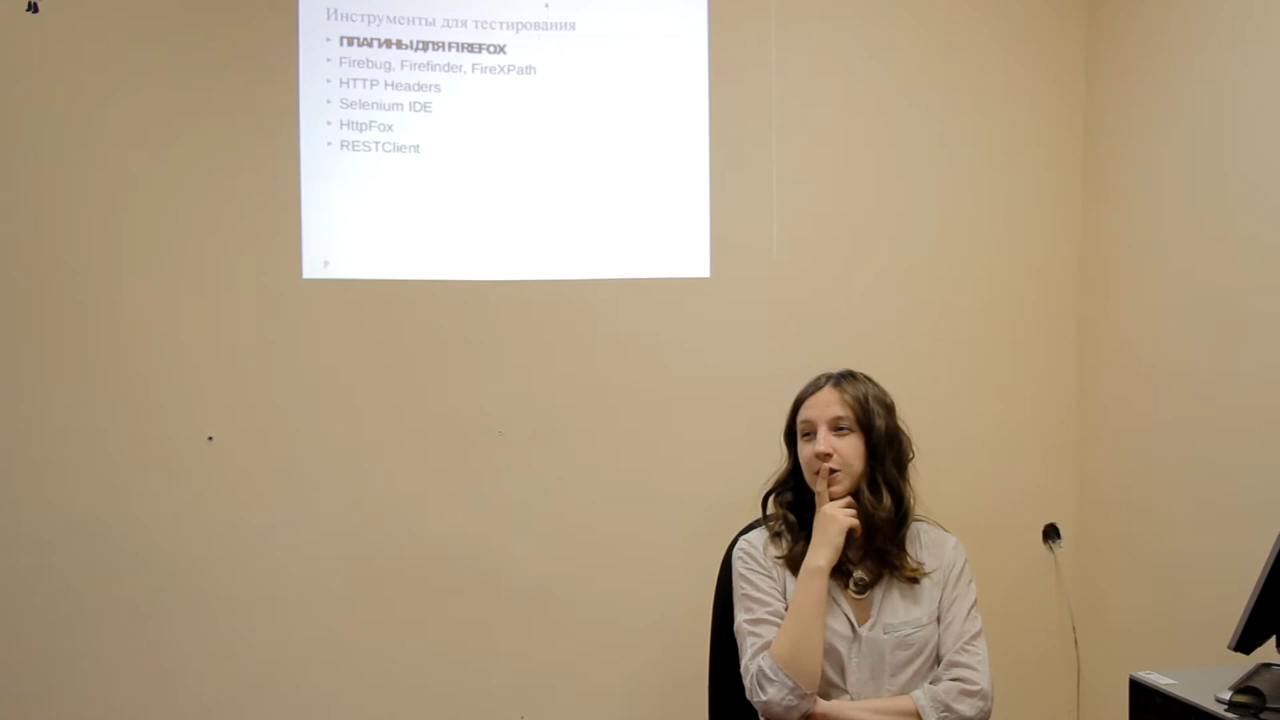 Инструменты для тестирования
ПЛАГИНЫ ДЛЯ FIREFOX
Firebug, Firefinder, FireXPath
HTTP Headers
Selenium IDE
HttpFox
RESTClient